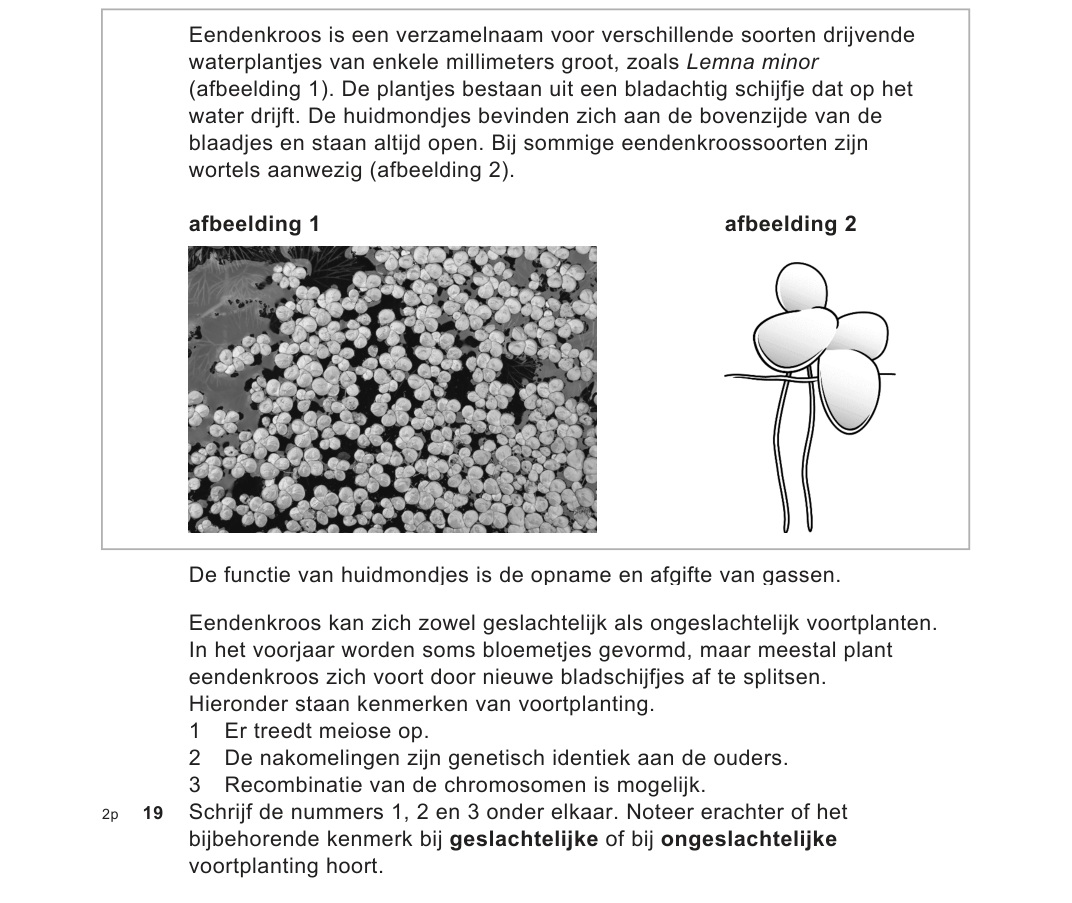 Eendenkroos is een verzamelnaam voor verschillende soorten drijvende
waterplantjes van enkele millimeters groot, zoals Lemna minor
(afbeelding 1). De plantjes bestaan uit een bladachtig schijfje dat op het
water drijft. De huidmondjes bevinden zich aan de bovenzijde van de
blaadjes en staan altijd open. Bij sommige eendenkroossoorten zijn
wortels aanwezig (afbeelding 2).
afbeelding 1
afbeelding 2
De functie van huidmondjes is de opname en afgifte van gassen.
Eendenkroos kan zich zowel geslachtelijk als ongeslachtelijk voortplanten.
In het voorjaar worden soms bloemetjes gevormd, maar meestal plant
eendenkroos zich voort door nieuwe bladschijfjes af te splitsen.
Hieronder staan kenmerken van voortplanting.
1 Er treedt meiose op.
2 De nakomelingen zijn genetisch identiek aan de ouders.
3 Recombinatie van de chromosomen is mogelijk.
2p 19 Schrijf de nummers 1, 2 en 3 onder elkaar. Noteer erachter of het
bijbehorende kenmerk bij geslachtelijke of bij ongeslachtelijke
voortplanting hoort.